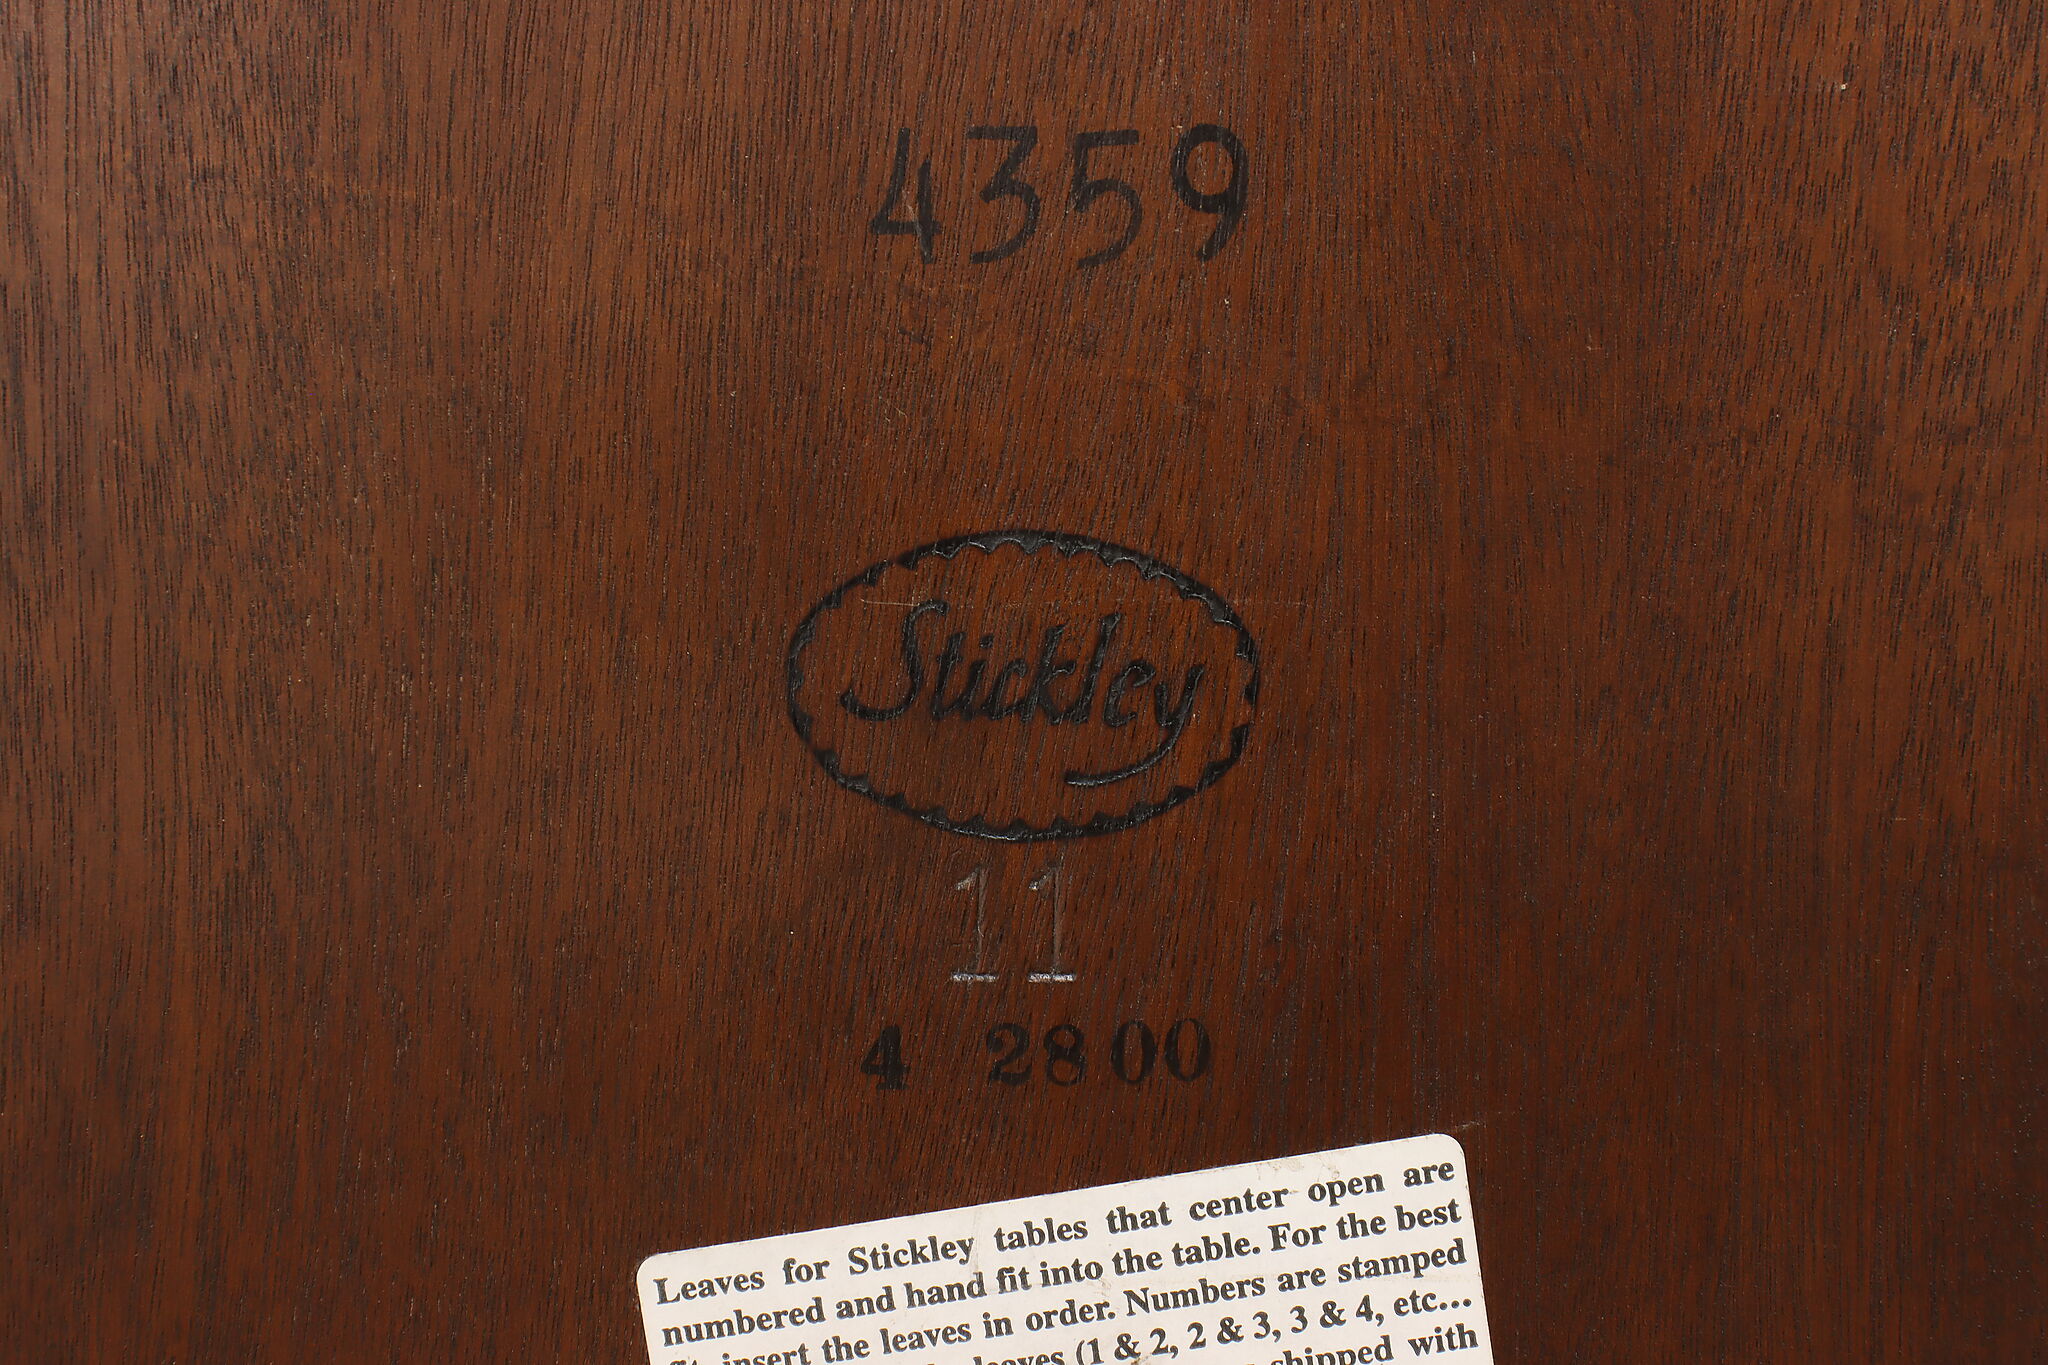 4359
Stickley
11
4 2800
Leaves for Stickley tables that center open are
numbered and hand fit into the table. For the best
fit, insert the leaves in order. Numbers are stamped
leaves (1 & 2, 2 & 3, 3 & 4, etc...
shipped with